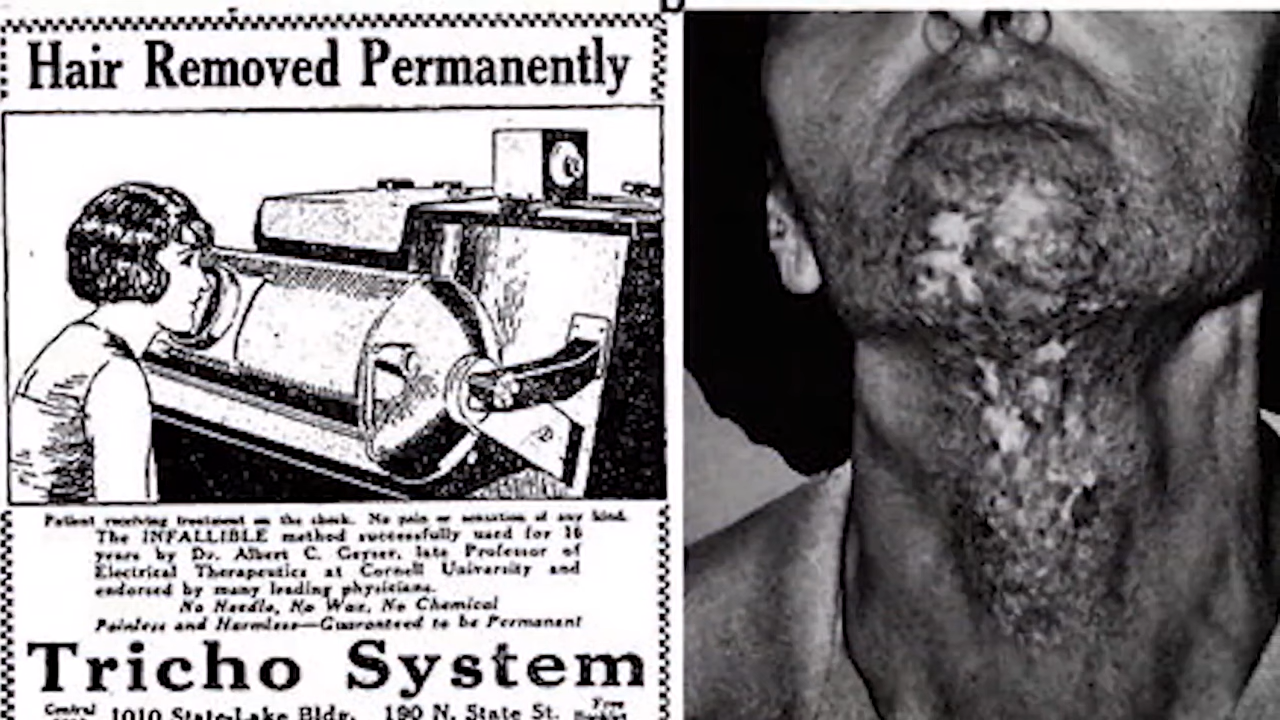 Hair Removed Permanently
Patient receiving treatment on the cheek. No pain or sensation of any kind.
The INFALLIBLE method successfully used for 16
years by Dr. Albert C. Geyser, late Professor of
Electrical Therapeutics at Cornell University and
endorsed by many leading physicians.
No Needle, No Wax, No Chemical
Painless and Harmless—Guaranteed to be Permanent
Tricho System
Central
1010 State-Lake Bldg. 190 N. State St. Free